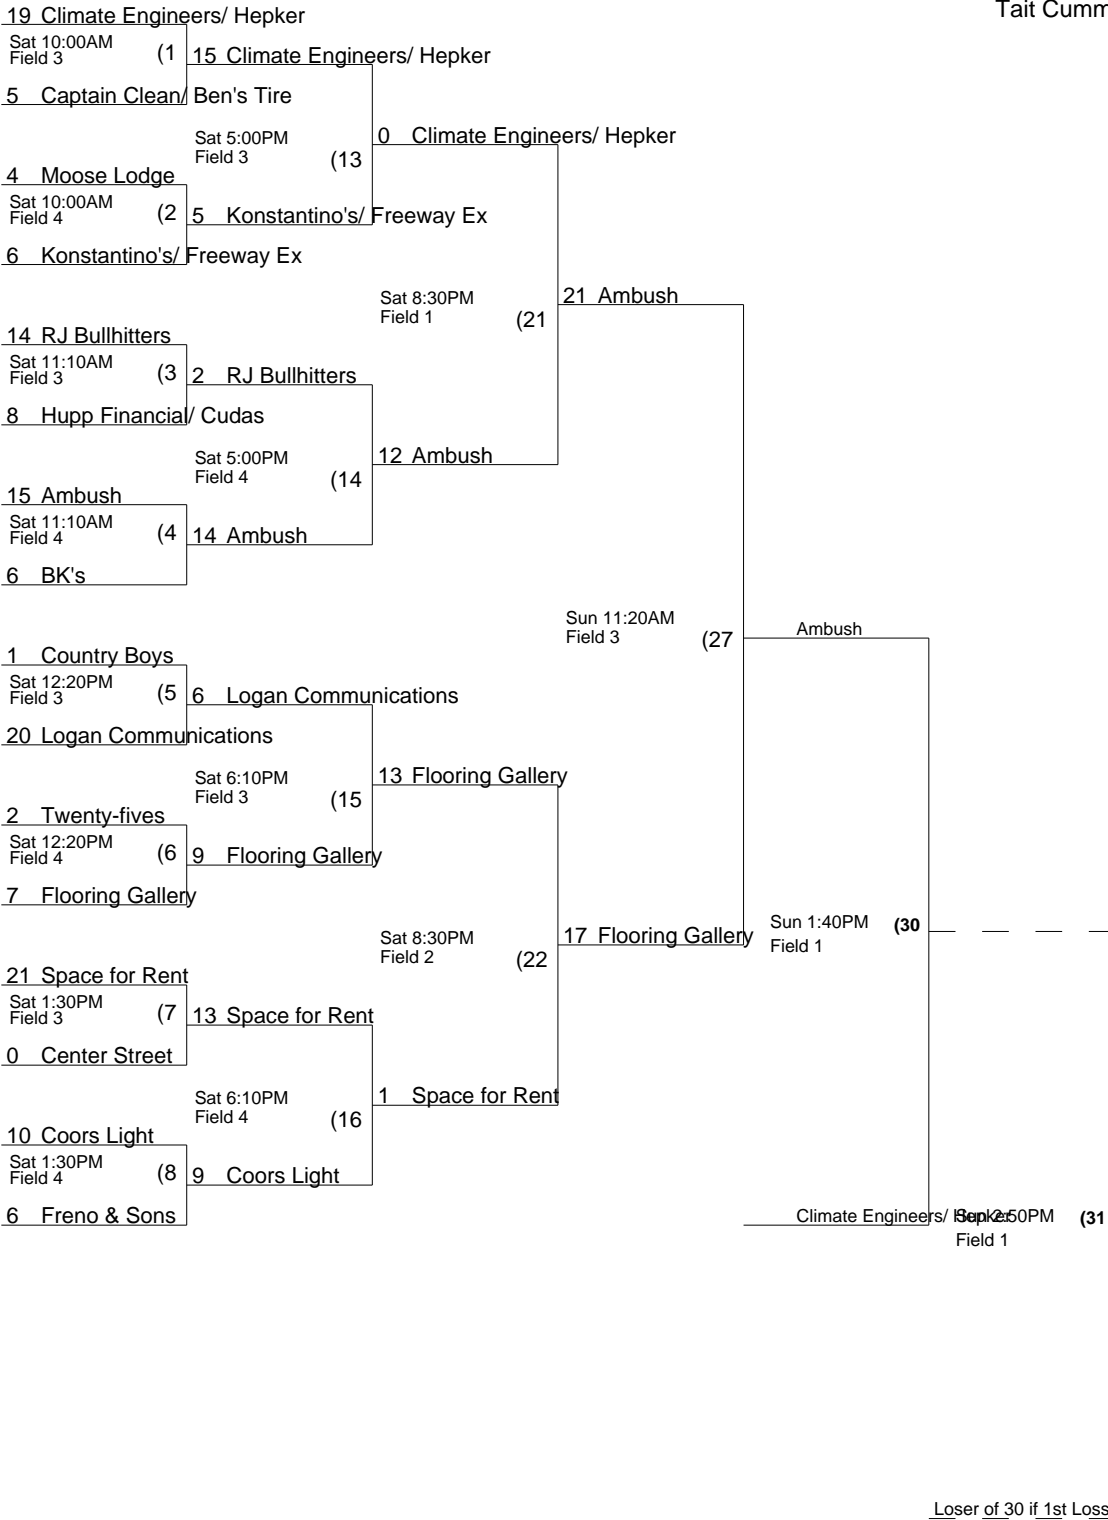 Tait Cumm
19 Climate Engineers/ Hepker
Sat 10:00AM
Field 3
(1
15 Climate Engineers/ Hepker
5 Captain Clean/ Ben's Tire
Sat 5:00PM
Field 3
(13
0 Climate Engineers/ Hepker
4 Moose Lodge
Sat 10:00AM
Field 4
(2
5 Konstantino's/ Freeway Ex
6 Konstantino's/ Freeway Ex
Sat 8:30PM
Field 1
(21
21 Ambush
14 RJ Bullhitters
Sat 11:10AM
Field 3
(3
2 RJ Bullhitters
8 Hupp Financial/ Cudas
Sat 5:00PM
Field 4
(14
12 Ambush
15 Ambush
Sat 11:10AM
Field 4
(4
14 Ambush
6 BK's
Sun 11:20AM
Field 3
(27
Ambush
1 Country Boys
Sat 12:20PM
Field 3
(5
6 Logan Communications
20 Logan Communications
Sat 6:10PM
Field 3
(15
13 Flooring Gallery
2 Twenty-fives
Sat 12:20PM
Field 4
(6
9 Flooring Gallery
7 Flooring Gallery
Sat 8:30PM
Field 2
(22
17 Flooring Gallery
Sun 1:40PM
Field 1
(30
21 Space for Rent
Sat 1:30PM
Field 3
(7
13 Space for Rent
0 Center Street
Sat 6:10PM
Field 4
(16
1 Space for Rent
10 Coors Light
Sat 1:30PM
Field 4
(8
9 Coors Light
6 Freno & Sons
Climate Engineers/ Hepker
Sun 2:50PM
Field 1
(31
Loser of 30 if 1st Loss